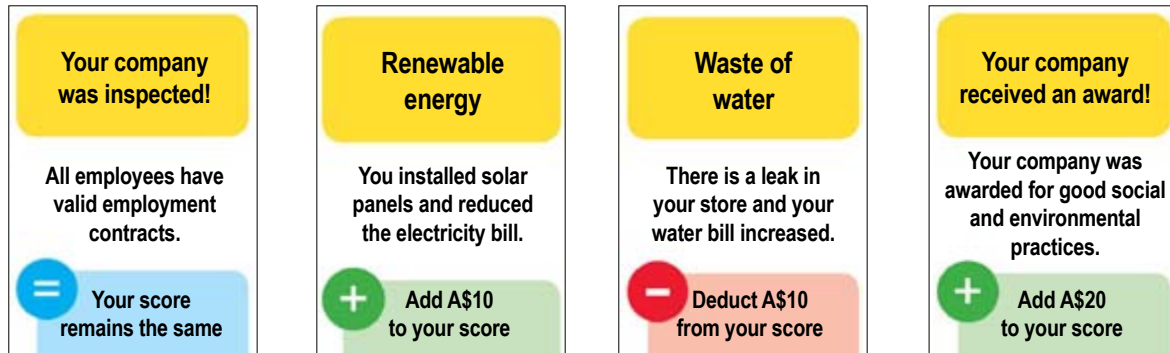 Your company
was inspected!
All employees have
valid employment
contracts.
=
Your score
remains the same
Renewable
energy
You installed solar
panels and reduced
the electricity bill.
+
Add A$10
to your score
Waste of
water
There is a leak in
your store and your
water bill increased.
-
Deduct A$10
from your score
Your company
received an award!
Your company was
awarded for good social
and environmental
practices.
+
Add A$20
to your score